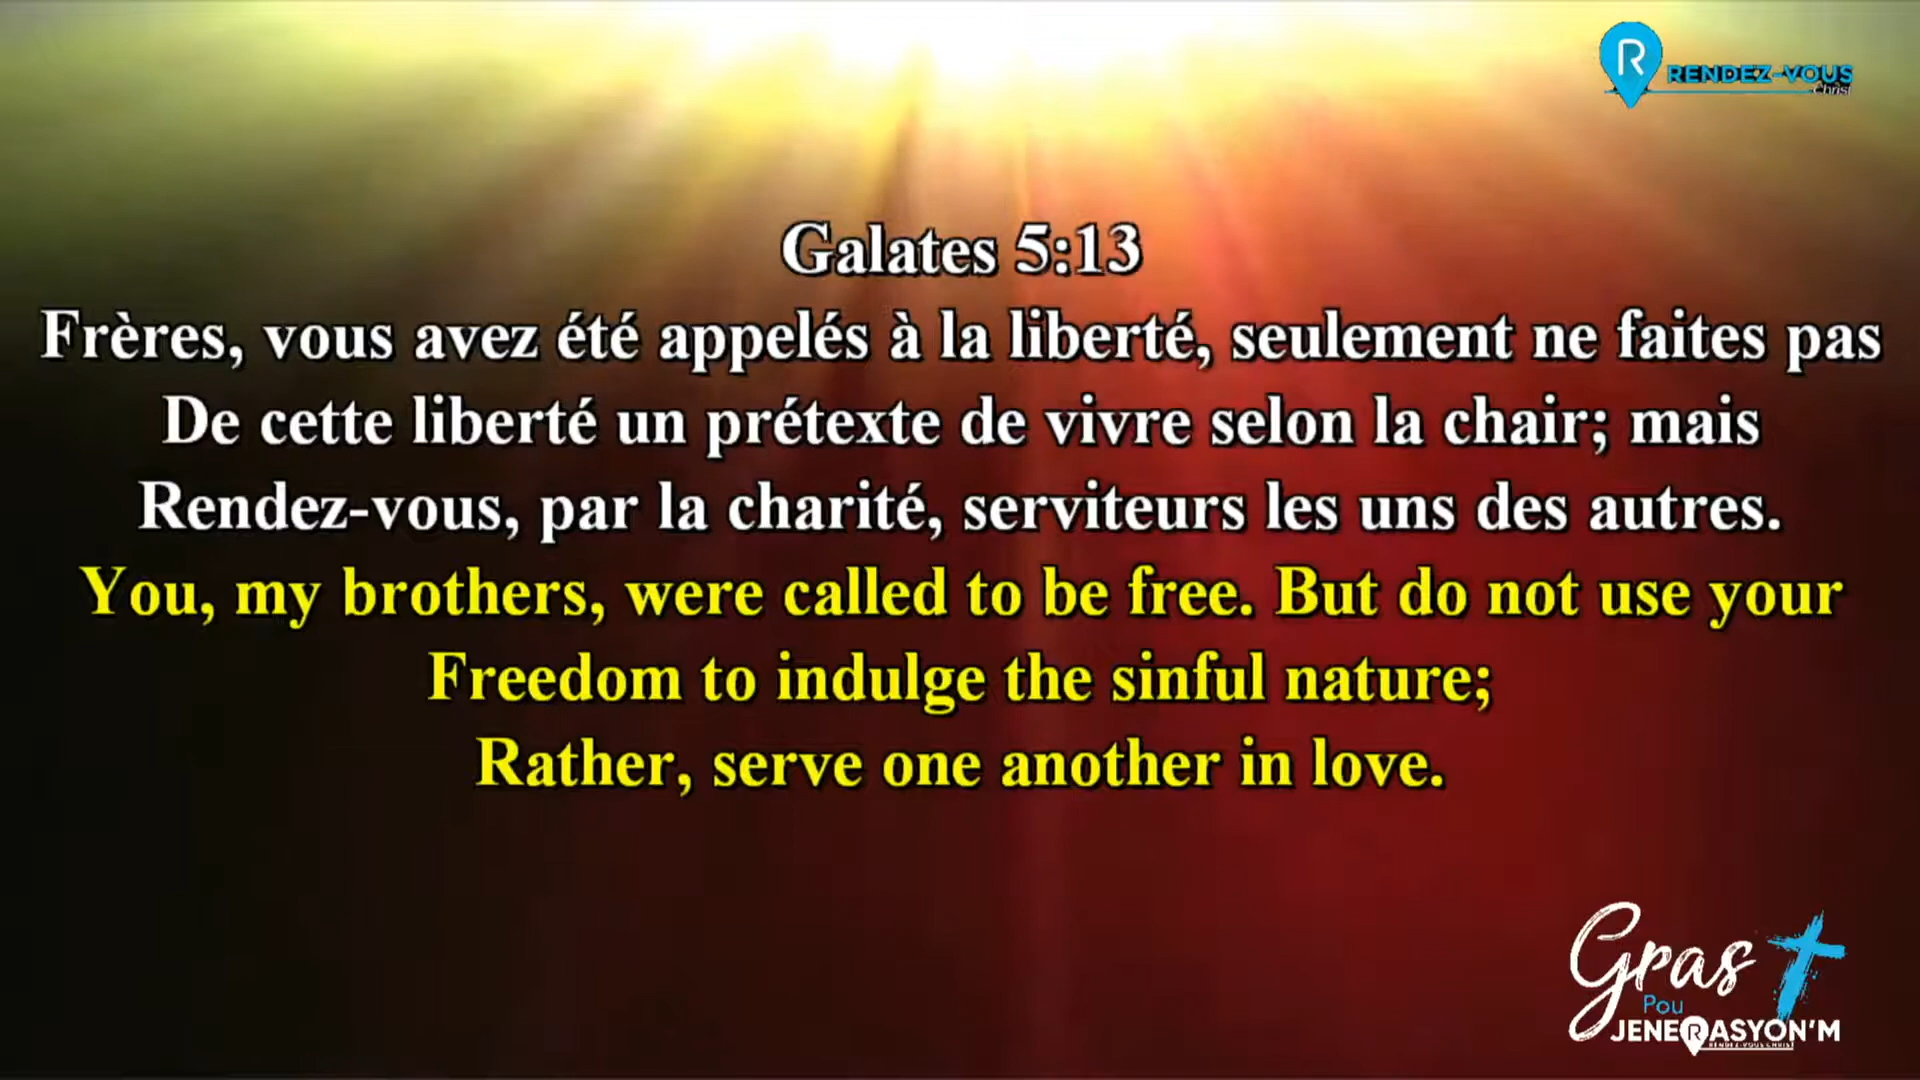 RENDEZ-VOUS
Christ
Galates 5:13
Frères, vous avez été appelés à la liberté, seulement ne faites pas
De cette liberté un prétexte de vivre selon la chair; mais
Rendez-vous, par la charité, serviteurs les uns des autres.
You, my brothers, were called to be free. But do not use your
Freedom to indulge the sinful nature;
Rather, serve one another in love.
Gras
Pou
JENERASYON'M
RENDEZ-VOUS CHRIST